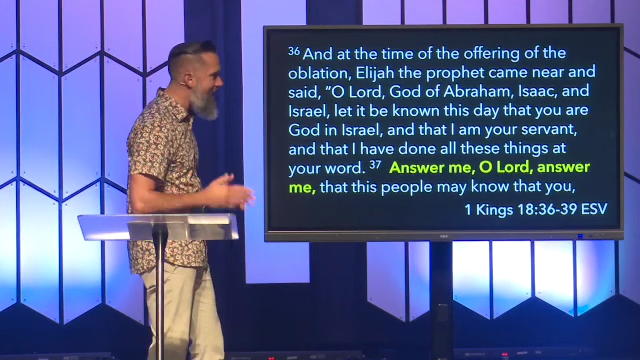 36 And at the time of the offering of the
oblation, Elijah the prophet came near and
said, “O Lord, God of Abraham, Isaac, and
Israel, let it be known this day that you are
God in Israel, and that I am your servant,
and that I have done all these things at
your word. 37 Answer me, O Lord, answer
me, that this people may know that you,
1 Kings 18:36-39 ESV